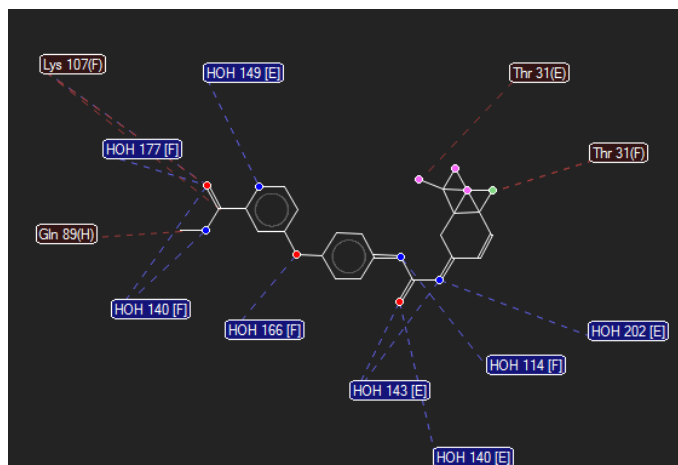 Lys 107(F)
HOH 149 [E]
Thr 31(E)
HOH 177 [F]
Thr 31(F)
Gln 89(H)
HOH 140 [F]
HOH 166 [F]
HOH 202 [E]
HOH 114 [F]
HOH 143 [E]
HOH 140 [E]